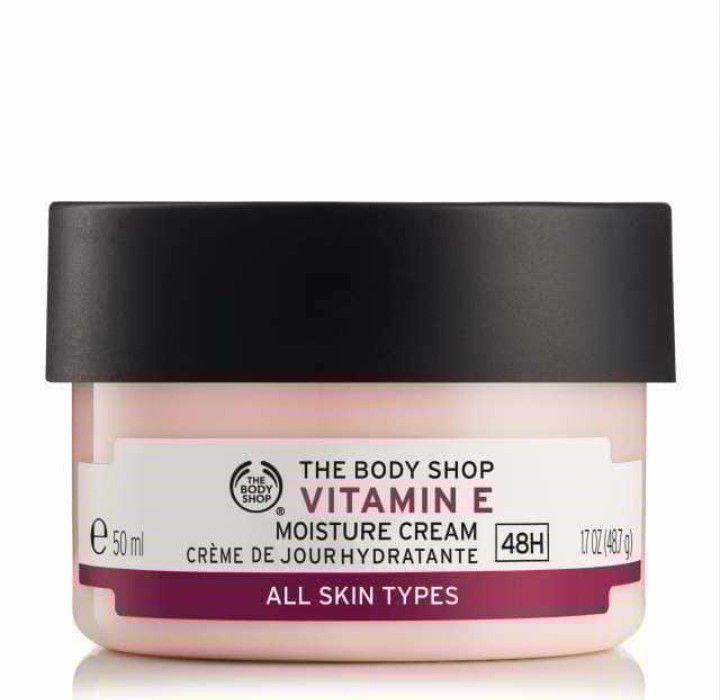 THE
BODY
SHOP
®
THE BODY SHOP
VITAMIN E
MOISTURE CREAM
CRÈME DE JOUR HYDRATANTE
48H
e 50 ml
1.7 OZ (48.7 g)
ALL SKIN TYPES